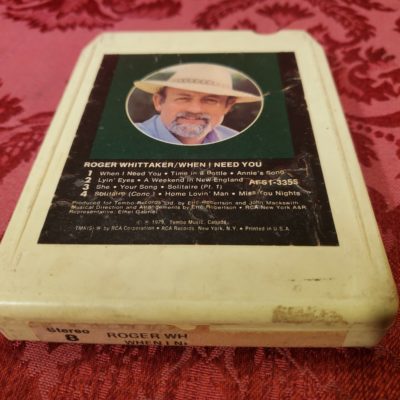 ROGER WHITTAKER/WHEN I NEED YOU
1 When I Need You • Time in a Bottle • Annie's Song
2 Lyin' Eyes • A Weekend in New England AFS1-3355
3 She • Your Song • Solitaire (Pt. 1)
4 Solitaire (Conc.) • Home Lovin' Man • Miss You Nights
Produced for Tembo Records Ltd. by Eric Robertson and John Mackswith
Musical Direction and Arrangements by Eric Robertson • RCA New York A&R
Representative: Ethel Gabriel
© ℗ 1979, Tembo Music, Canada
TMK(S) ® by RCA Corporation • RCA Records, New York, N.Y. • Printed in U.S.A.
Stereo
8
ROGER WH
WHEN I N